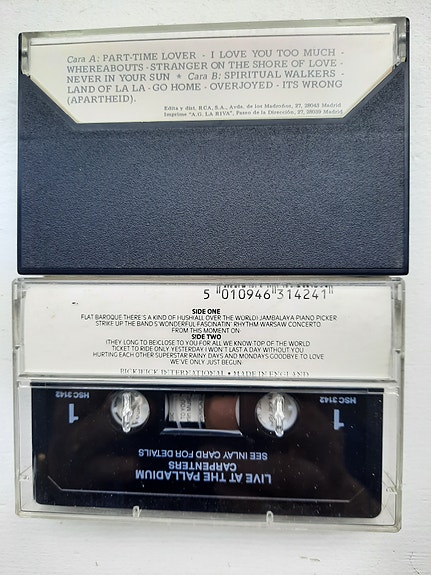 Cara A: PART-TIME LOVER - I LOVE YOU TOO MUCH -
WHEREABOUTS - STRANGER ON THE SHORE OF LOVE -
NEVER IN YOUR SUN * Cara B: SPIRITUAL WALKERS -
LAND OF LA LA - GO HOME - OVERJOYED - ITS WRONG
(APARTHEID).
Edita y dist. RCA, S.A., Avda. de los Madroños, 27, 28043 Madrid
Imprime "A.G. LA RIVA", Paseo de la Dirección, 37, 28039 Madrid
5 010946 314241
SIDE ONE
FLAT BAROQUE THERE'S A KIND OF HUSH(ALL OVER THE WORLD) JAMBALAYA PIANO PICKER
STRIKE UP THE BAND S'WONDERFUL FASCINATIN' RHYTHM WARSAW CONCERTO
FROM THIS MOMENT ON
SIDE TWO
(THEY LONG TO BE)CLOSE TO YOU FOR ALL WE KNOW TOP OF THE WORLD
TICKET TO RIDE ONLY YESTERDAY I WON'T LAST A DAY WITHOUT YOU
HURTING EACH OTHER SUPERSTAR RAINY DAYS AND MONDAYS GOODBYE TO LOVE
WE'VE ONLY JUST BEGUN
PICKWICK INTERNATIONAL • MADE IN ENGLAND
HSC 3142
1
1
HSC 3142
LIVE AT THE PALLADIUM
CARPENTERS
SEE INLAY CARD FOR DETAILS